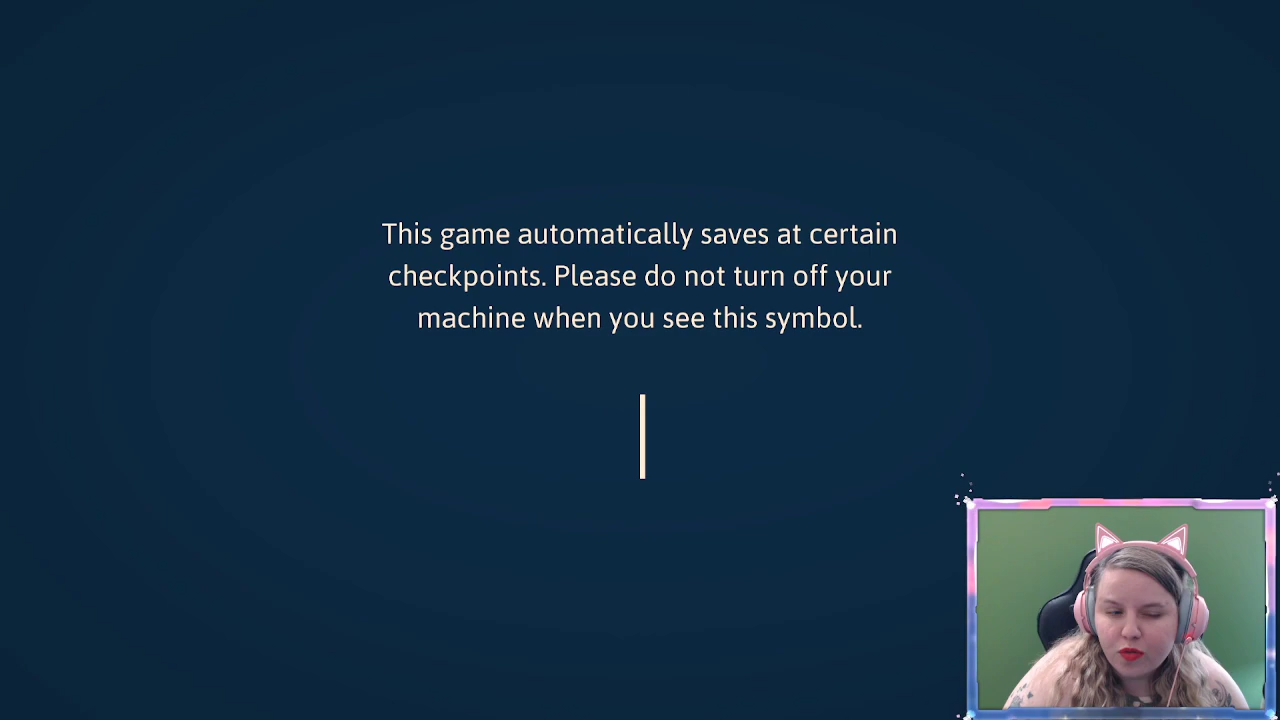 This game automatically saves at certain
checkpoints. Please do not turn off your
machine when you see this symbol.